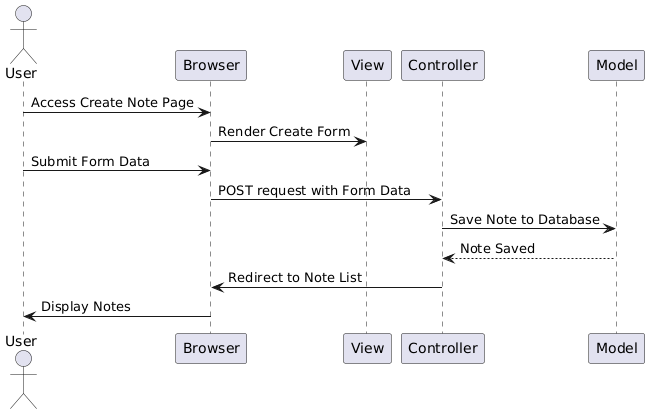 User
Browser
View
Controller
Model
Access Create Note Page
Render Create Form
Submit Form Data
POST request with Form Data
Save Note to Database
Note Saved
Redirect to Note List
Display Notes
User
Browser
View
Controller
Model